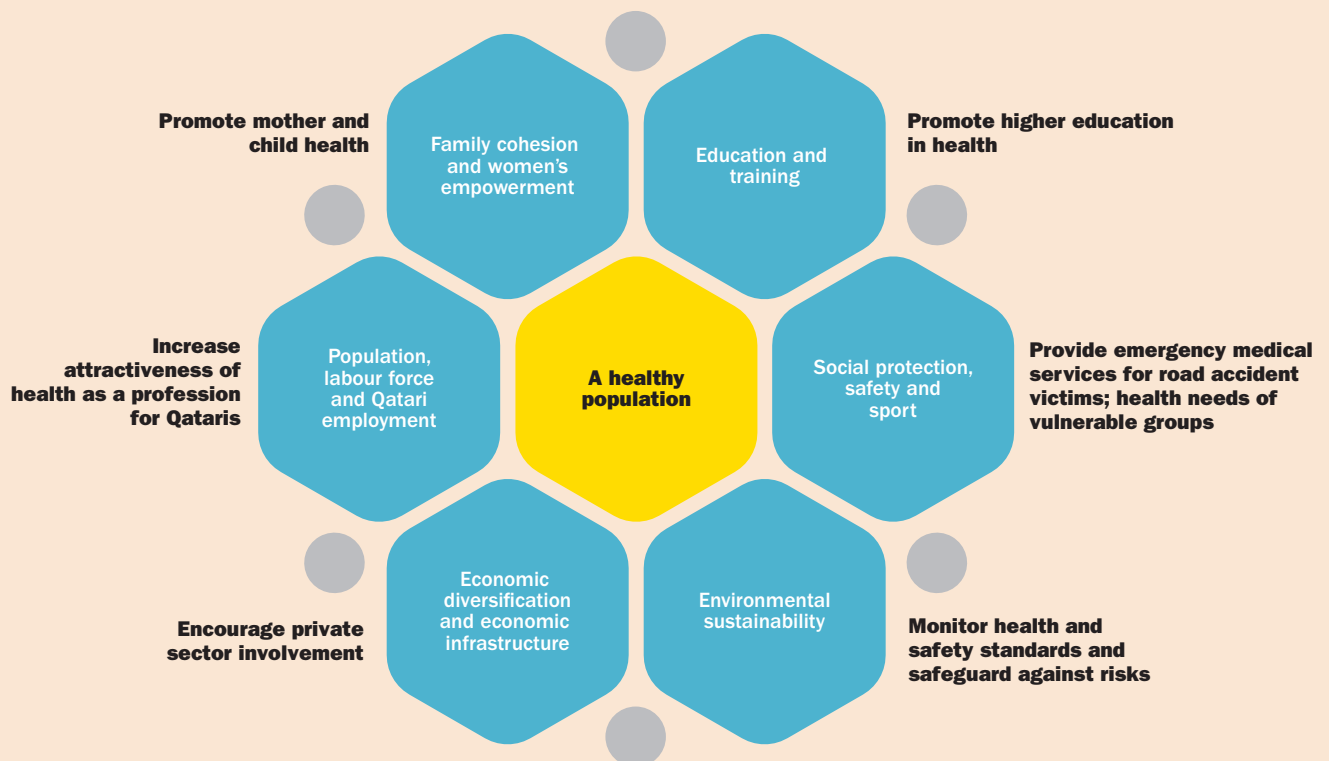 Promote mother and
child health
Family cohesion
and women's
empowerment
Education and
training
Promote higher education
in health
Increase
attractiveness of
health as a profession
for Qataris
Population,
labour force
and Qatari
employment
A healthy
population
Social protection,
safety and
sport
Provide emergency medical
services for road accident
victims; health needs of
vulnerable groups
Encourage private
sector involvement
Economic
diversification
and economic
infrastructure
Environmental
sustainability
Monitor health and
safety standards and
safeguard against risks